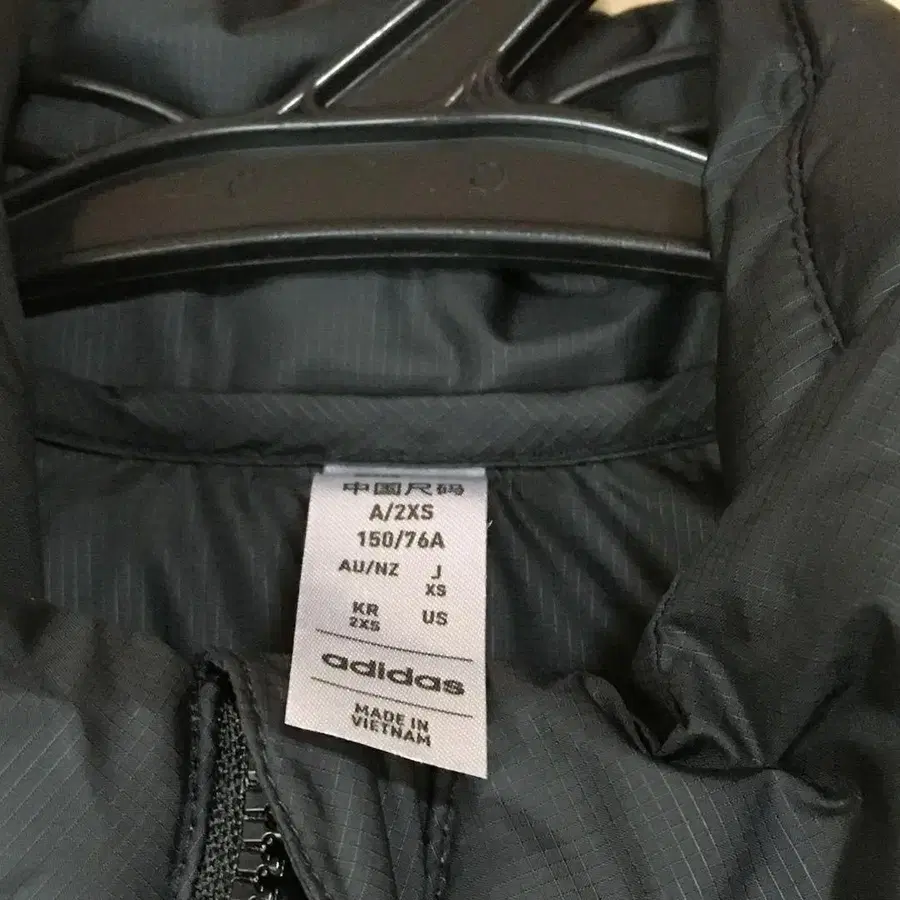 中国尺码
A/2XS
150/76A
AU/NZ J
XS
KR US
2XS
adidas
MADE IN
VIETNAM